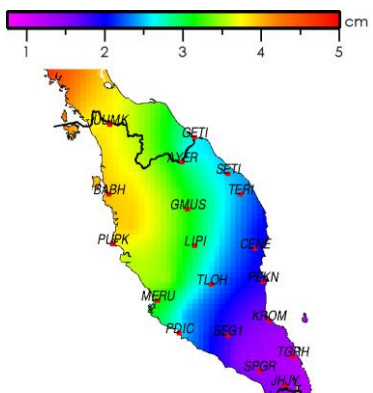 1 2 3 4 5 cm
UUMK
GETI
AYER
SETI
BABH
TERI
GMUS
PUPK
LIPI
CENE
TLOH
PEKN
MERU
KROM
PDIC
SEG1
TGRH
SPGR
JHJY